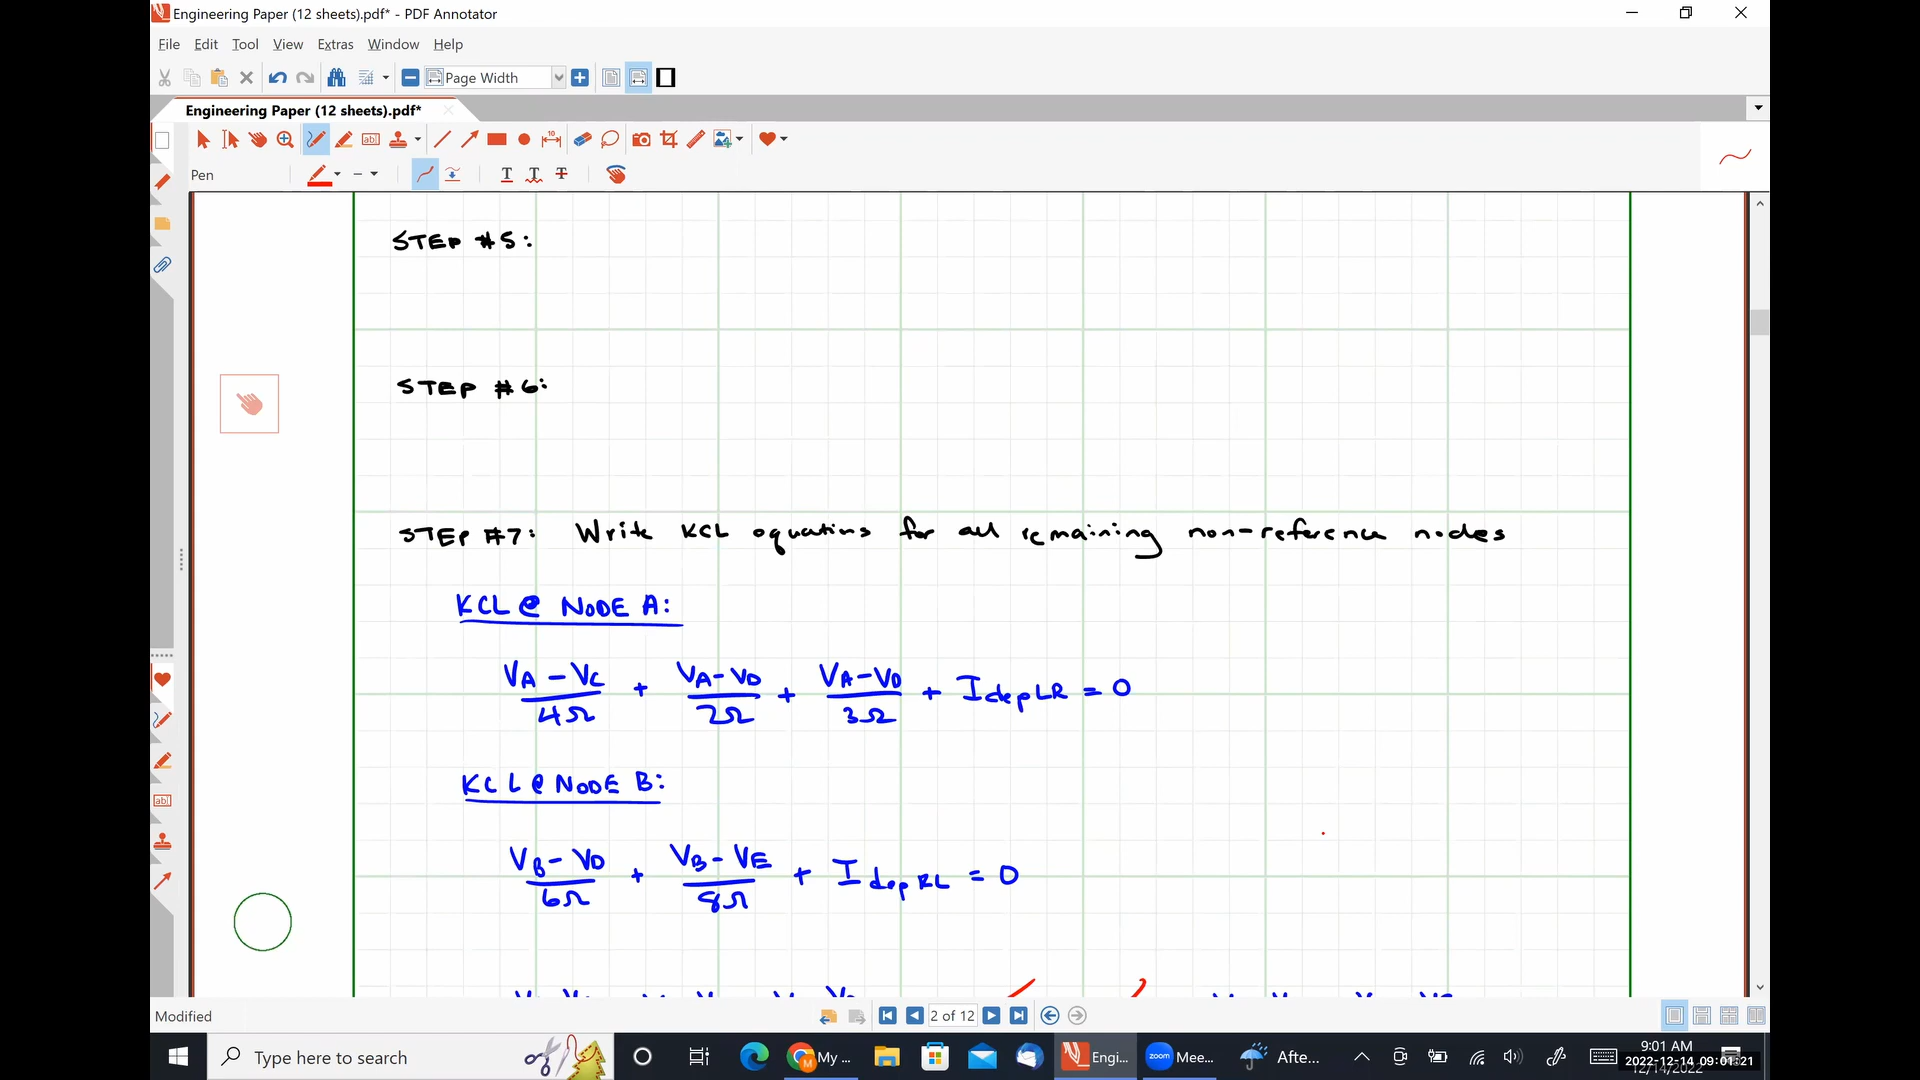 Engineering Paper (12 sheets).pdf* - PDF Annotator
File Edit Tool View Extras Window Help
Page Width
Engineering Paper (12 sheets).pdf*
Pen
STEP #5:
STEP #6:
STEP #7: Write KCL equations for all remaining non-reference nodes
KCL @ NODE A:
VA - VC / 4Ω + VA - VD / 2Ω + VA - VD / 3Ω + IdepLR = 0
KCL @ NODE B:
VB - VD / 6Ω + VB - VE / 8Ω + IdepRL = 0
Modified
2 of 12
Type here to search
My ...
Engi...
zoom
Mee...
Afte...
9:01 AM
2022-12-14 09:01:21
12/14/2022